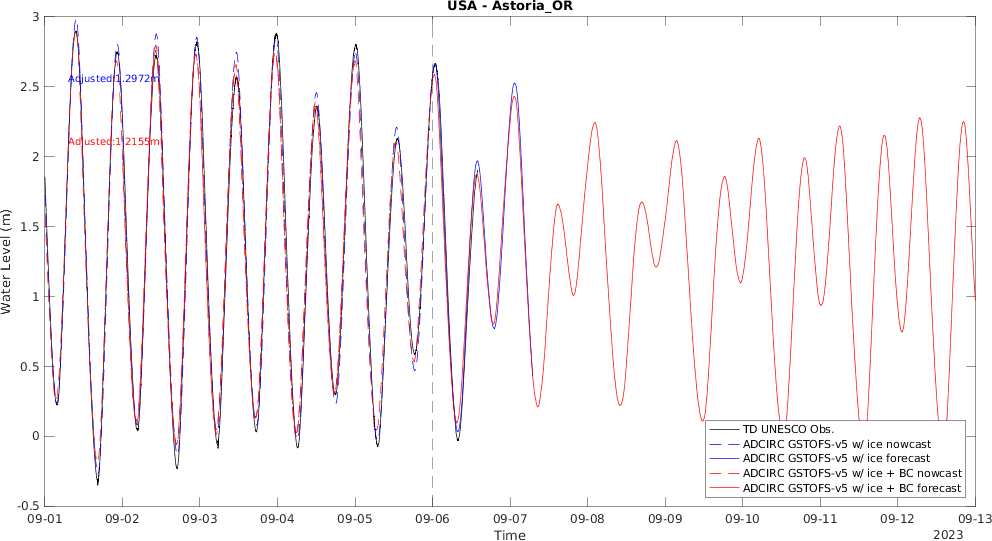 USA - Astoria_OR
3
2.5
2
1.5
1
0.5
0
-0.5
Water Level (m)
Adjusted:1.2972m
Adjusted:1.2155m
TD UNESCO Obs.
ADCIRC GSTOFS-v5 w/ ice nowcast
ADCIRC GSTOFS-v5 w/ ice forecast
ADCIRC GSTOFS-v5 w/ ice + BC nowcast
ADCIRC GSTOFS-v5 w/ ice + BC forecast
09-01 09-02 09-03 09-04 09-05 09-06 09-07 09-08 09-09 09-10 09-11 09-12 09-13
Time
2023